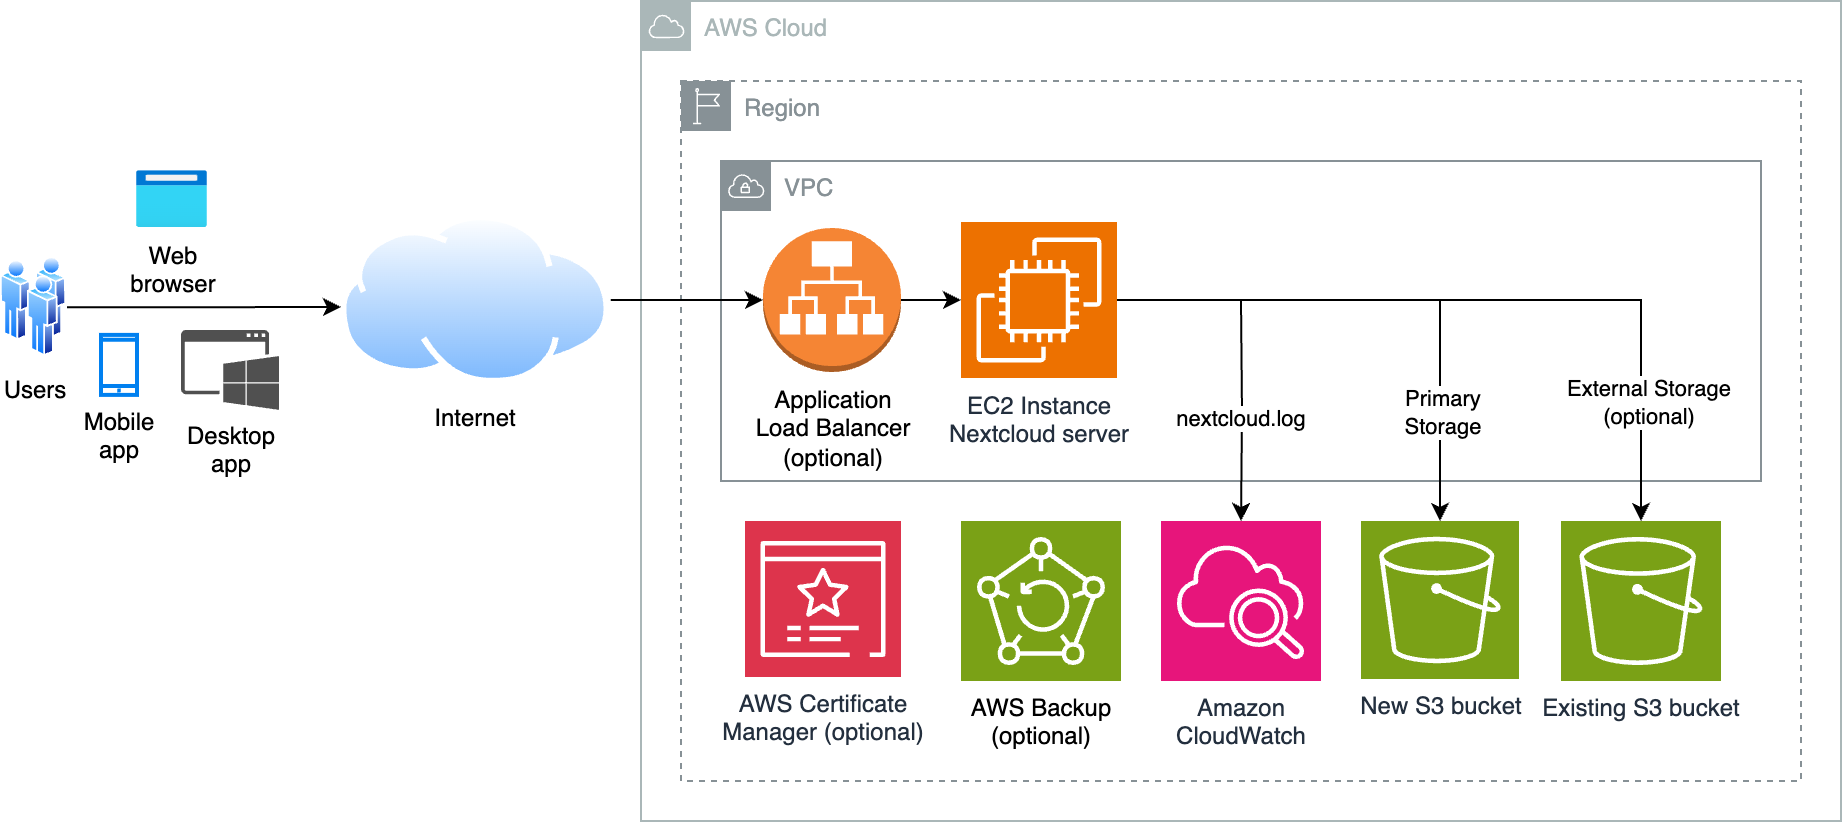 AWS Cloud
Region
VPC
Web
browser
Users
Mobile
app
Desktop
app
Internet
Application
Load Balancer
(optional)
EC2 Instance
Nextcloud server
nextcloud.log
Primary
Storage
External Storage
(optional)
AWS Certificate
Manager (optional)
AWS Backup
(optional)
Amazon
CloudWatch
New S3 bucket
Existing S3 bucket